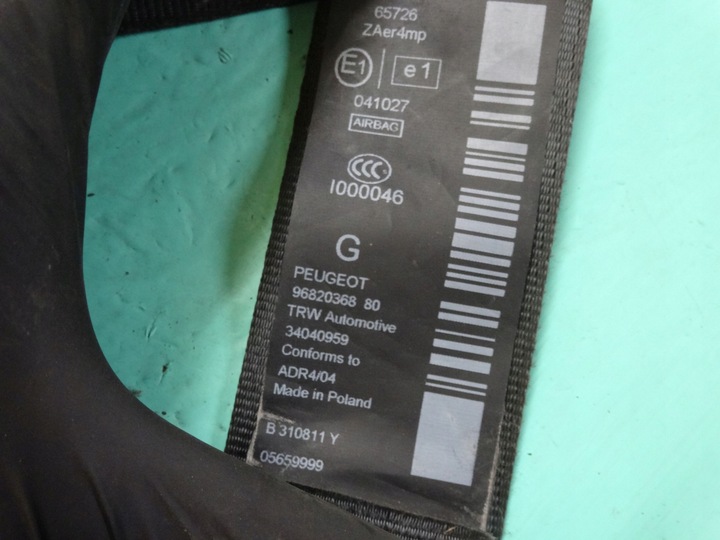 65726
ZAer4mp
E1 e1
041027
AIRBAG
CCC
I000046
G
PEUGEOT
96820368 80
TRW Automotive
34040959
Conforms to
ADR4/04
Made in Poland
B 310811 Y
05659999